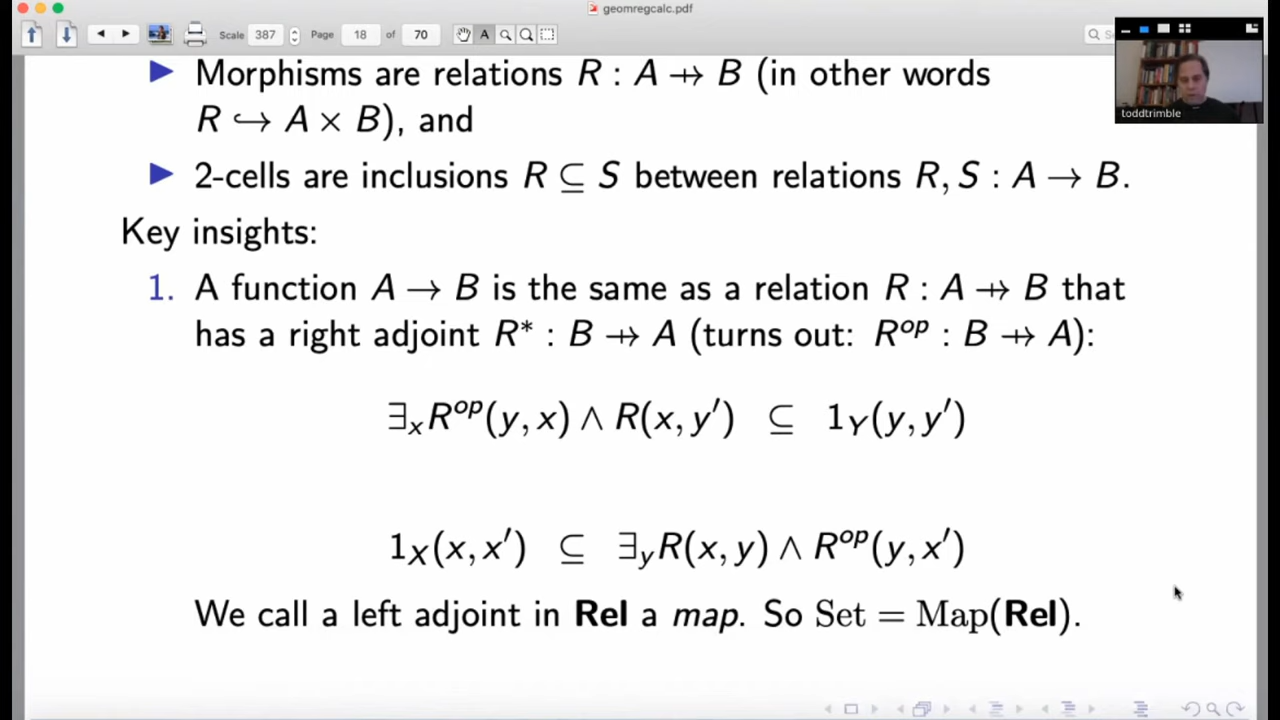 geomregcalc.pdf
Scale 387 Page 18 of 70
toddtrimble
Morphisms are relations R : A ⇸ B (in other words
R ↪ A × B), and
2-cells are inclusions R ⊆ S between relations R, S : A → B.
Key insights:
1. A function A → B is the same as a relation R : A ⇸ B that
has a right adjoint R* : B ⇸ A (turns out: R^op : B ⇸ A):
∃ₓR^op(y, x) ∧ R(x, y′) ⊆ 1_Y(y, y′)
1_X(x, x′) ⊆ ∃_yR(x, y) ∧ R^op(y, x′)
We call a left adjoint in Rel a map. So Set = Map(Rel).